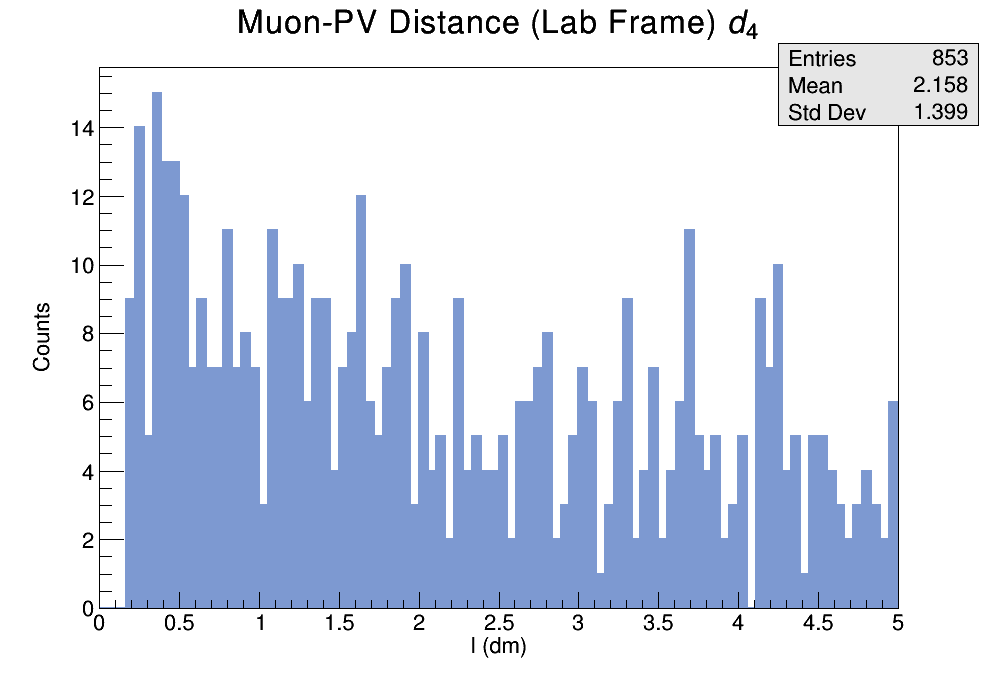 Muon-PV Distance (Lab Frame) d₄
Entries 853
Mean 2.158
Std Dev 1.399
14
12
10
8
6
4
2
0
Counts
0 0.5 1 1.5 2 2.5 3 3.5 4 4.5 5
l (dm)